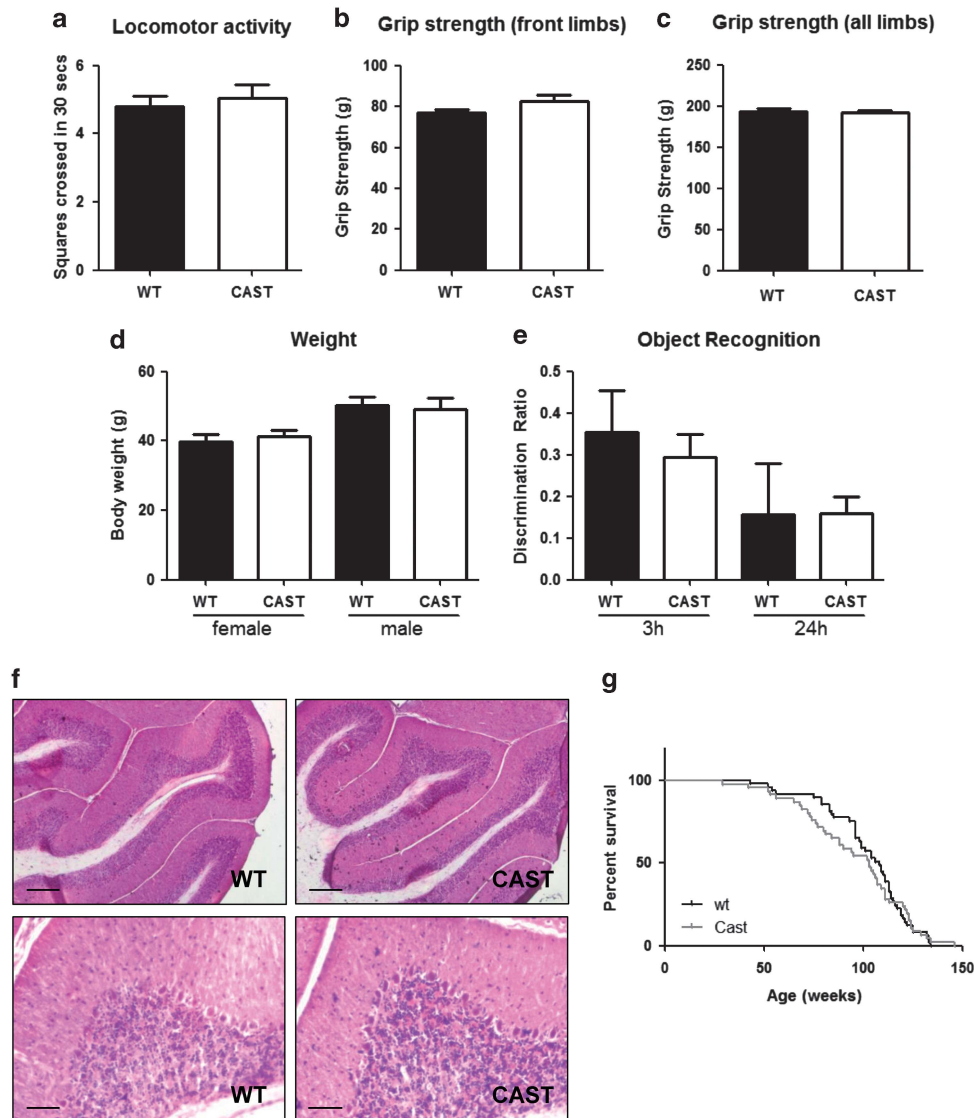 a
Locomotor activity
Squares crossed in 30 secs
6
4
2
0
WT
CAST
b
Grip strength (front limbs)
Grip Strength (g)
100
80
60
40
20
0
WT
CAST
c
Grip strength (all limbs)
Grip Strength (g)
250
200
150
100
50
0
WT
CAST
d
Weight
Body weight (g)
60
40
20
0
WT
CAST
WT
CAST
female
male
e
Object Recognition
Discrimination Ratio
0.5
0.4
0.3
0.2
0.1
0.0
WT
CAST
WT
CAST
3h
24h
f
WT
CAST
WT
CAST
g
Percent survival
100
50
0
wt
Cast
0
50
100
150
Age (weeks)